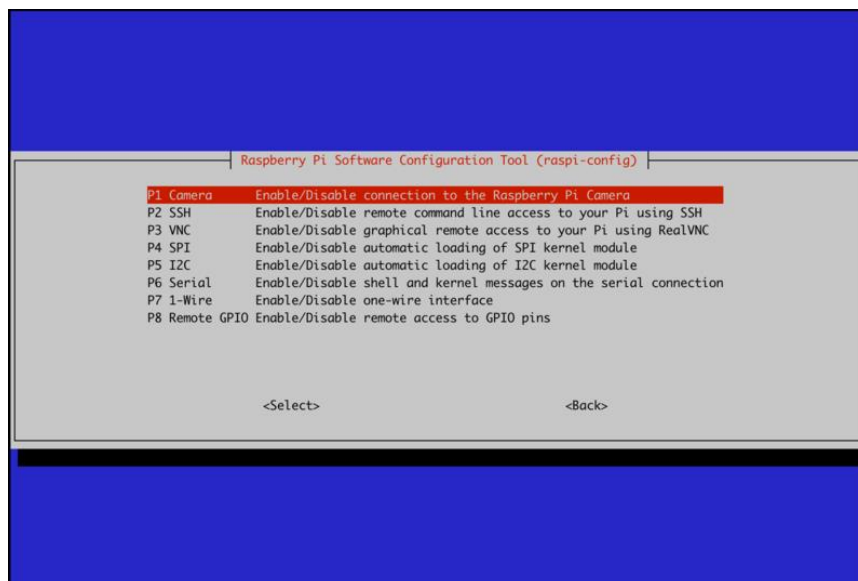 Raspberry Pi Software Configuration Tool (raspi-config)
P1 Camera Enable/Disable connection to the Raspberry Pi Camera
P2 SSH Enable/Disable remote command line access to your Pi using SSH
P3 VNC Enable/Disable graphical remote access to your Pi using RealVNC
P4 SPI Enable/Disable automatic loading of SPI kernel module
P5 I2C Enable/Disable automatic loading of I2C kernel module
P6 Serial Enable/Disable shell and kernel messages on the serial connection
P7 1-Wire Enable/Disable one-wire interface
P8 Remote GPIO Enable/Disable remote access to GPIO pins
<Select> <Back>